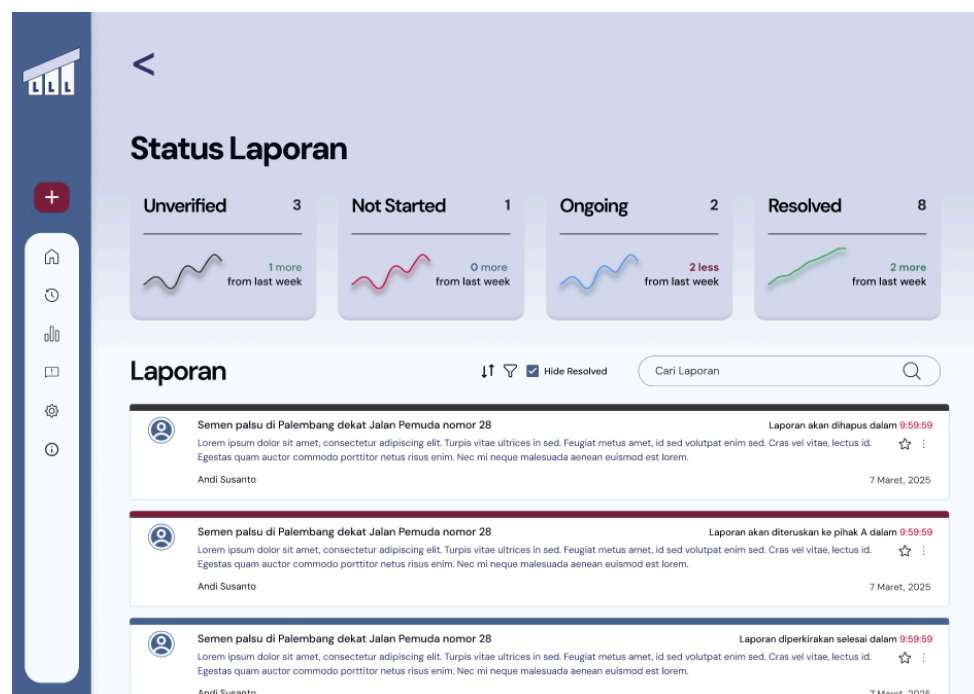 LLL
<
Status Laporan
+
Unverified 3
1 more
from last week
Not Started 1
0 more
from last week
Ongoing 2
2 less
from last week
Resolved 8
2 more
from last week
Laporan
Hide Resolved
Cari Laporan
Semen palsu di Palembang dekat Jalan Pemuda nomor 28
Laporan akan dihapus dalam 9:59:59
Lorem ipsum dolor sit amet, consectetur adipiscing elit. Turpis vitae ultrices in sed. Feugiat metus amet, id sed volutpat enim sed. Cras vel vitae, lectus id.
Egestas quam auctor commodo porttitor netus risus enim. Nec mi neque malesuada aenean euismod est lorem.
Andi Susanto
7 Maret, 2025
Semen palsu di Palembang dekat Jalan Pemuda nomor 28
Laporan akan diteruskan ke pihak A dalam 9:59:59
Lorem ipsum dolor sit amet, consectetur adipiscing elit. Turpis vitae ultrices in sed. Feugiat metus amet, id sed volutpat enim sed. Cras vel vitae, lectus id.
Egestas quam auctor commodo porttitor netus risus enim. Nec mi neque malesuada aenean euismod est lorem.
Andi Susanto
7 Maret, 2025
Semen palsu di Palembang dekat Jalan Pemuda nomor 28
Laporan diperkirakan selesai dalam 9:59:59
Lorem ipsum dolor sit amet, consectetur adipiscing elit. Turpis vitae ultrices in sed. Feugiat metus amet, id sed volutpat enim sed. Cras vel vitae, lectus id.
Egestas quam auctor commodo porttitor netus risus enim. Nec mi neque malesuada aenean euismod est lorem.
Andi Susanto
7 Maret, 2025